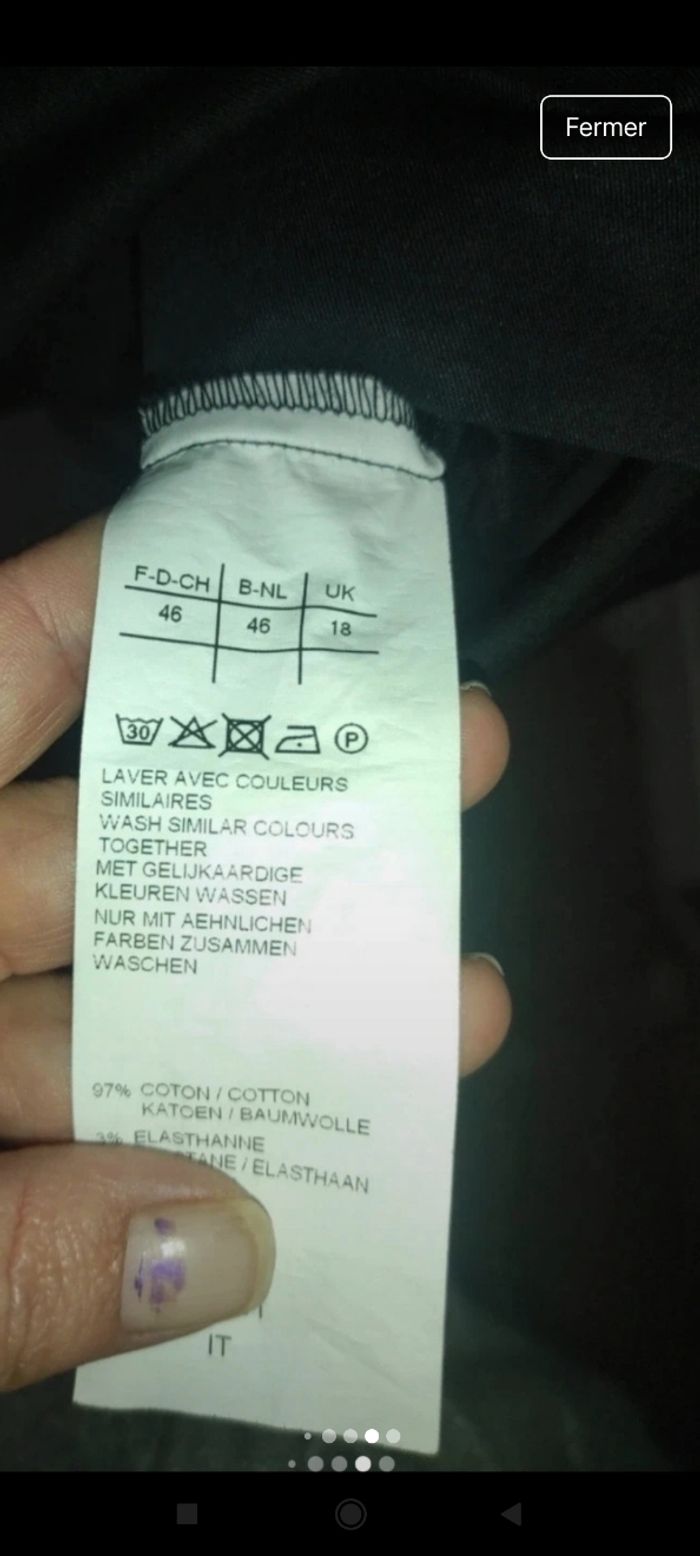 Fermer
F-D-CH B-NL UK
46 46 18
30 P
LAVER AVEC COULEURS
SIMILAIRES
WASH SIMILAR COLOURS
TOGETHER
MET GELIJKAARDIGE
KLEUREN WASSEN
NUR MIT AEHNLICHEN
FARBEN ZUSAMMEN
WASCHEN
97% COTON / COTTON
KATOEN / BAUMWOLLE
3% ELASTHANNE
/ ELASTHAAN
IT